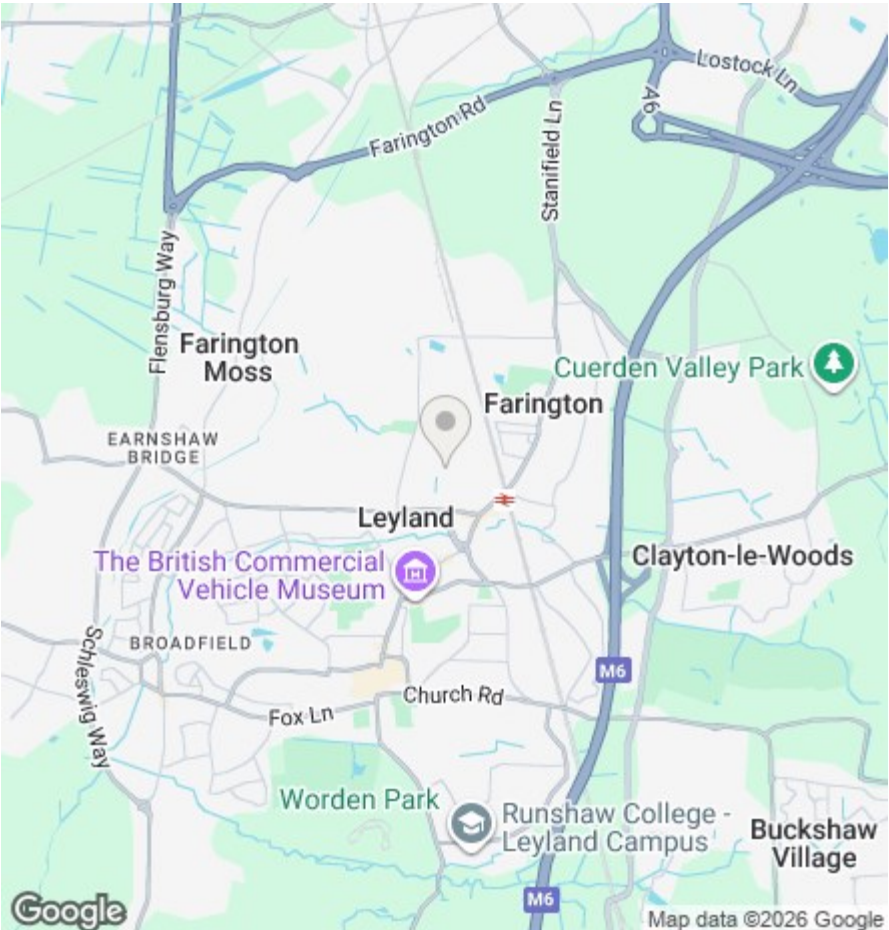 Lostock Ln
A6
Farington Rd
Stanifield Ln
Flensburg Way
Farington
Moss
Cuerden Valley Park
Farington
EARNSHAW
BRIDGE
Leyland
The British Commercial
Vehicle Museum
Clayton-le-Woods
BROADFIELD
Schleswig Way
M6
Church Rd
Fox Ln
Worden Park
Runshaw College -
Leyland Campus
Buckshaw
Village
M6
Google
Map data ©2026 Google